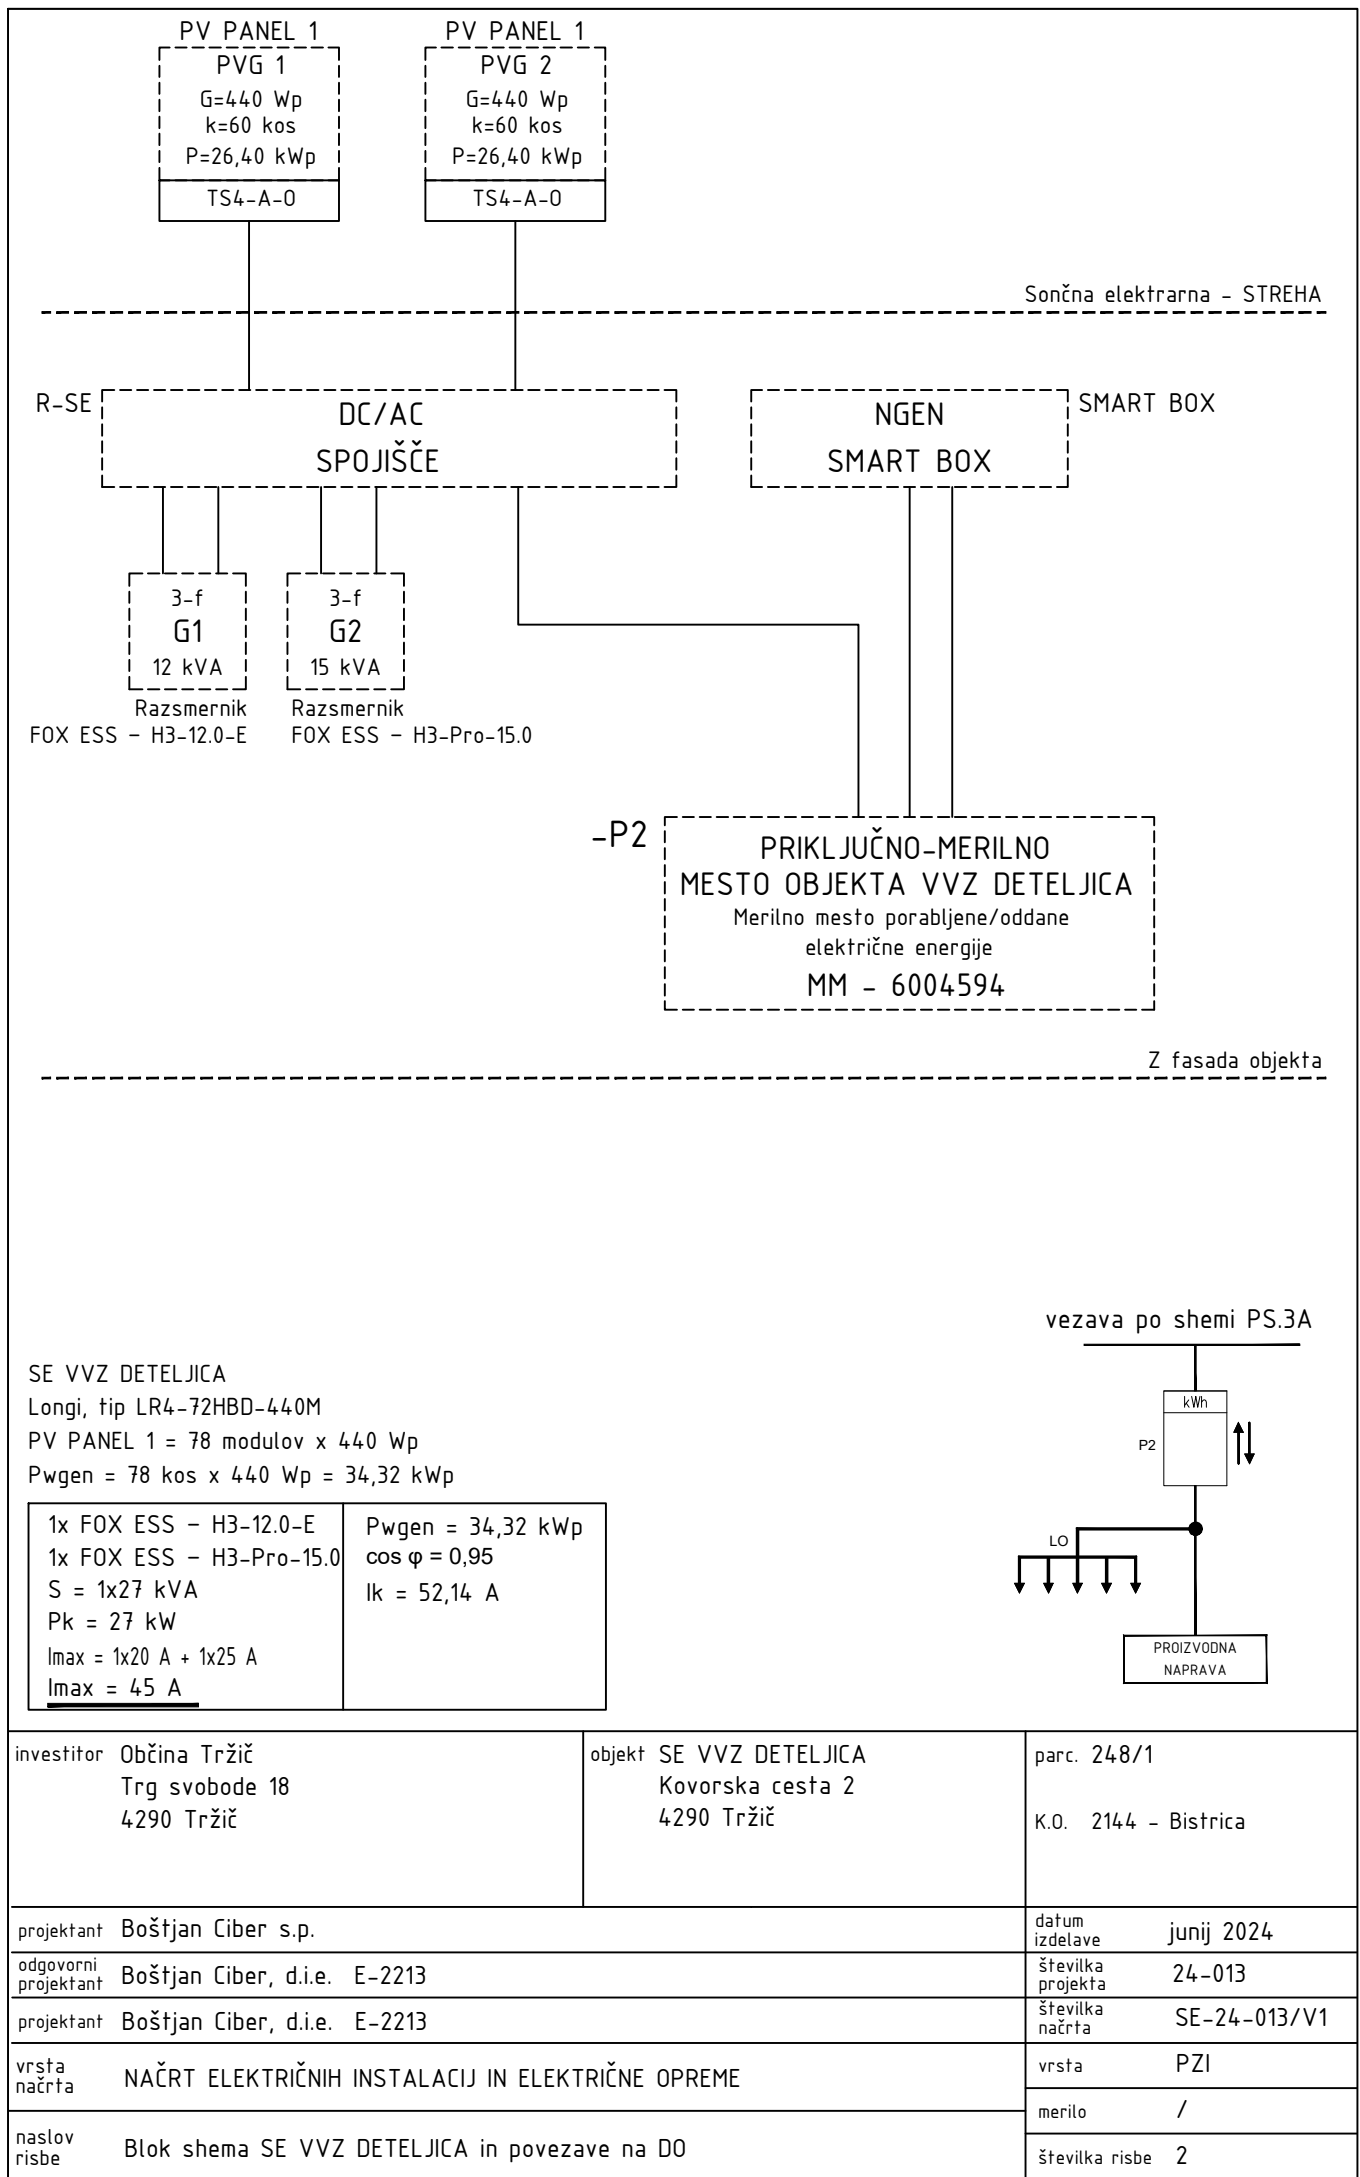 PV PANEL 1
PV PANEL 1
PVG 1
G=440 Wp
k=60 kos
P=26,40 kWp
TS4-A-O
PVG 2
G=440 Wp
k=60 kos
P=26,40 kWp
TS4-A-O
Sončna elektrarna - STREHA
R-SE
DC/AC
SPOJIŠČE
NGEN
SMART BOX
SMART BOX
3-f
G1
12 kVA
Razsmernik
FOX ESS - H3-12.0-E
3-f
G2
15 kVA
Razsmernik
FOX ESS - H3-Pro-15.0
-P2
PRIKLJUČNO-MERILNO
MESTO OBJEKTA VVZ DETELJICA
Merilno mesto porabljene/oddane
električne energije
MM - 6004594
Z fasada objekta
vezava po shemi PS.3A
kWh
P2
LO
PROIZVODNA
NAPRAVA
SE VVZ DETELJICA
Longi, tip LR4-72HBD-440M
PV PANEL 1 = 78 modulov x 440 Wp
Pwgen = 78 kos x 440 Wp = 34,32 kWp
1x FOX ESS - H3-12.0-E
1x FOX ESS - H3-Pro-15.0
S = 1x27 kVA
Pk = 27 kW
Imax = 1x20 A + 1x25 A
Imax = 45 A
Pwgen = 34,32 kWp
cos φ = 0,95
Ik = 52,14 A
investitor Občina Tržič
Trg svobode 18
4290 Tržič
objekt SE VVZ DETELJICA
Kovorska cesta 2
4290 Tržič
parc. 248/1
K.O. 2144 - Bistrica
projektant Boštjan Ciber s.p.
datum
izdelave junij 2024
odgovorni
projektant Boštjan Ciber, d.i.e. E-2213
številka
projekta 24-013
projektant Boštjan Ciber, d.i.e. E-2213
številka
načrta SE-24-013/V1
vrsta
načrta NAČRT ELEKTRIČNIH INSTALACIJ IN ELEKTRIČNE OPREME
vrsta PZI
merilo /
naslov
risbe Blok shema SE VVZ DETELJICA in povezave na DO
številka risbe 2